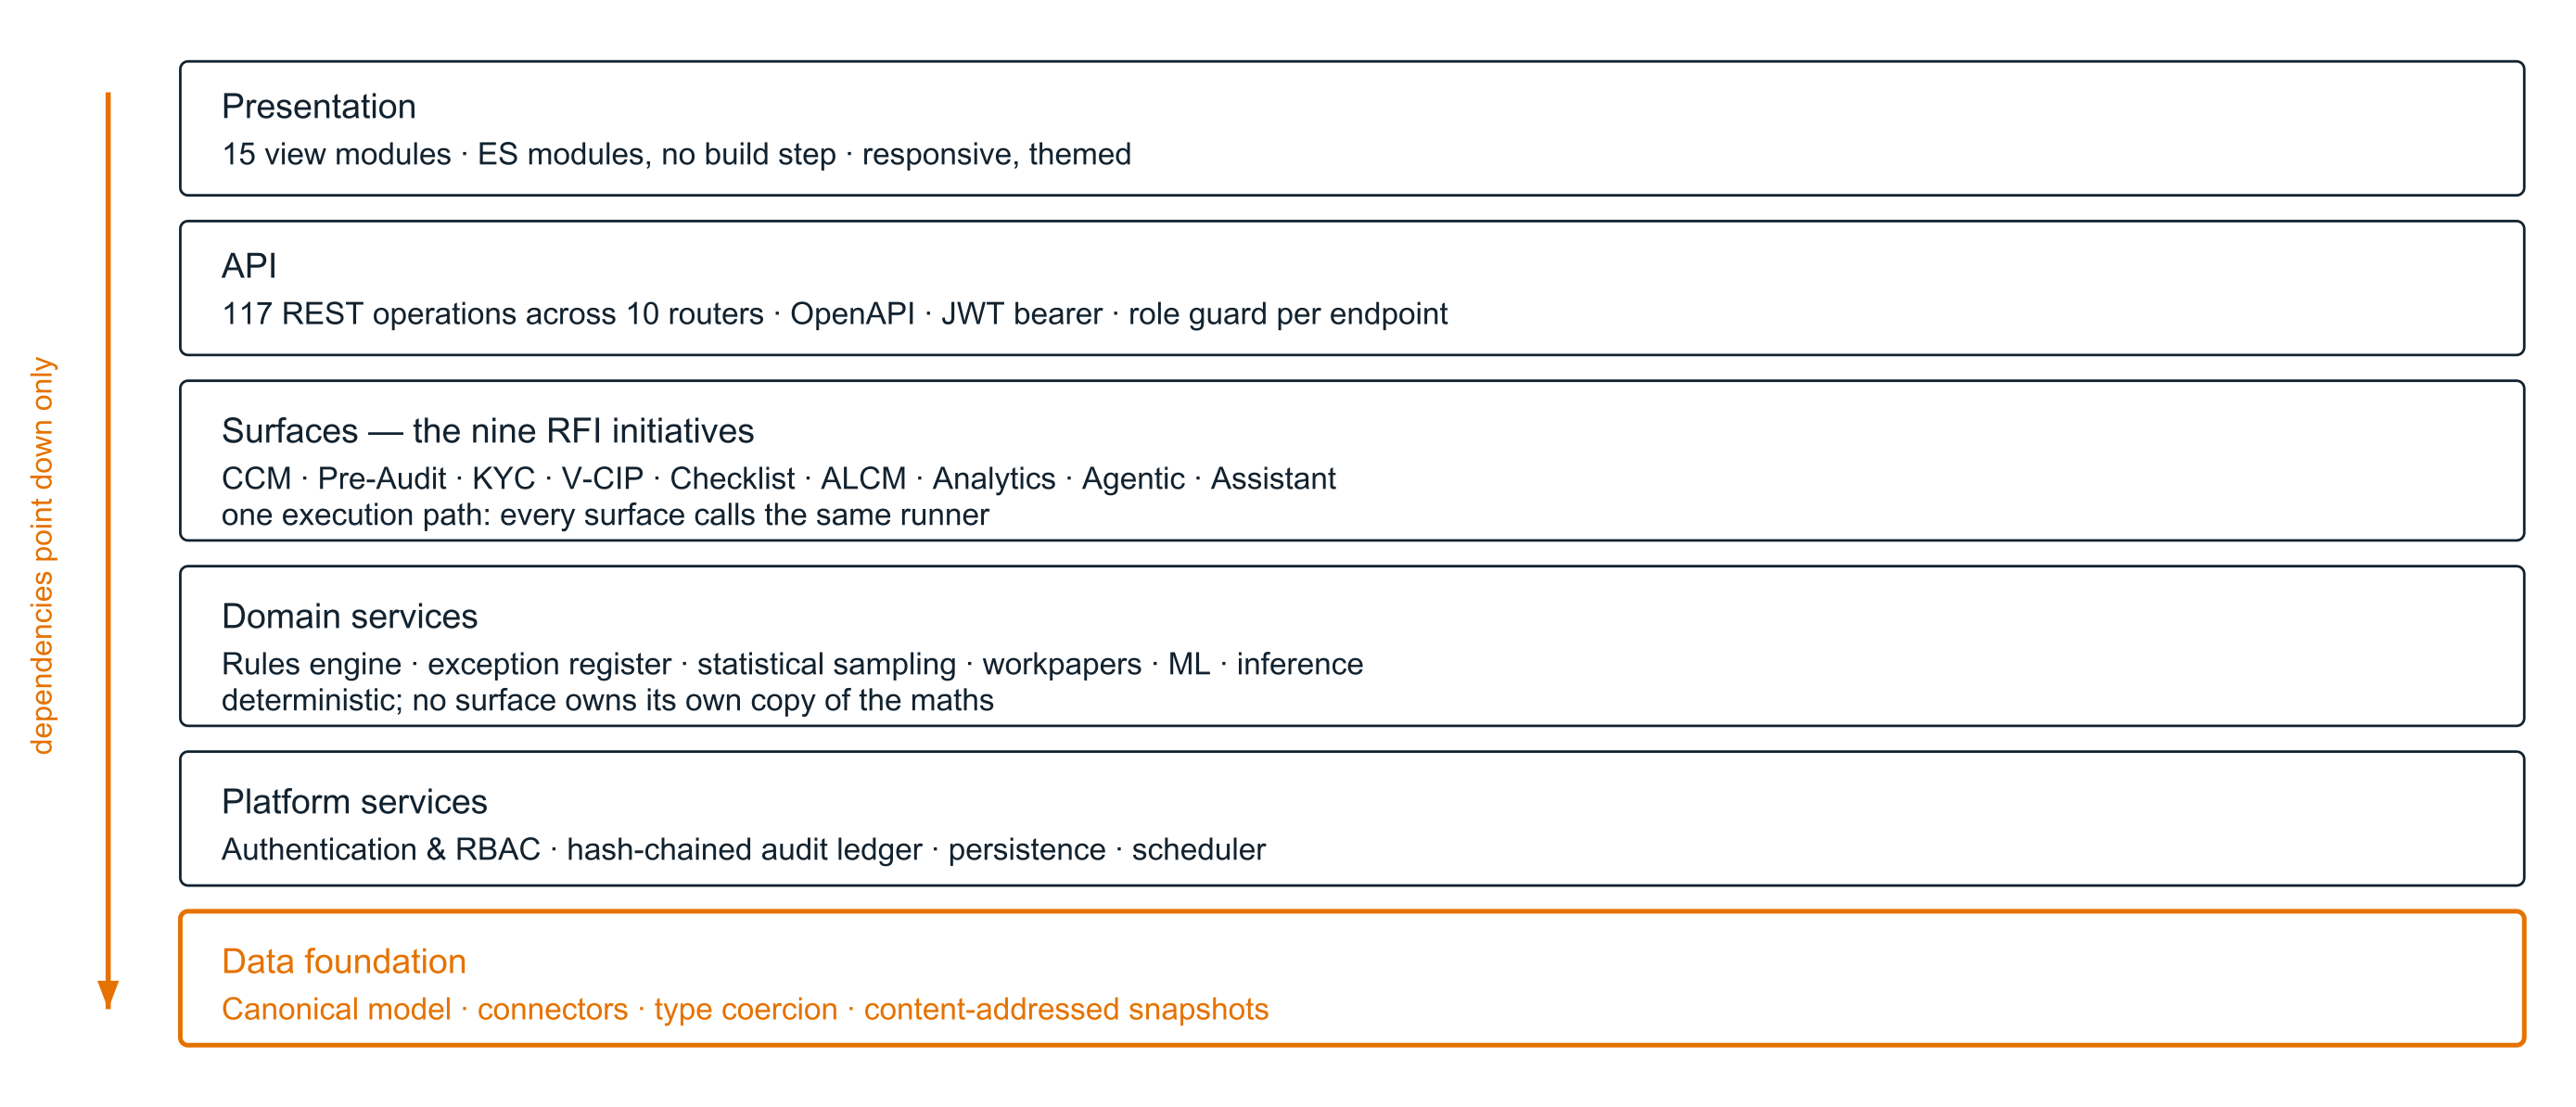 Presentation
15 view modules · ES modules, no build step · responsive, themed
API
117 REST operations across 10 routers · OpenAPI · JWT bearer · role guard per endpoint
Surfaces — the nine RFI initiatives
CCM · Pre-Audit · KYC · V-CIP · Checklist · ALCM · Analytics · Agentic · Assistant
one execution path: every surface calls the same runner
dependencies point down only
Domain services
Rules engine · exception register · statistical sampling · workpapers · ML · inference
deterministic; no surface owns its own copy of the maths
Platform services
Authentication & RBAC · hash-chained audit ledger · persistence · scheduler
Data foundation
Canonical model · connectors · type coercion · content-addressed snapshots